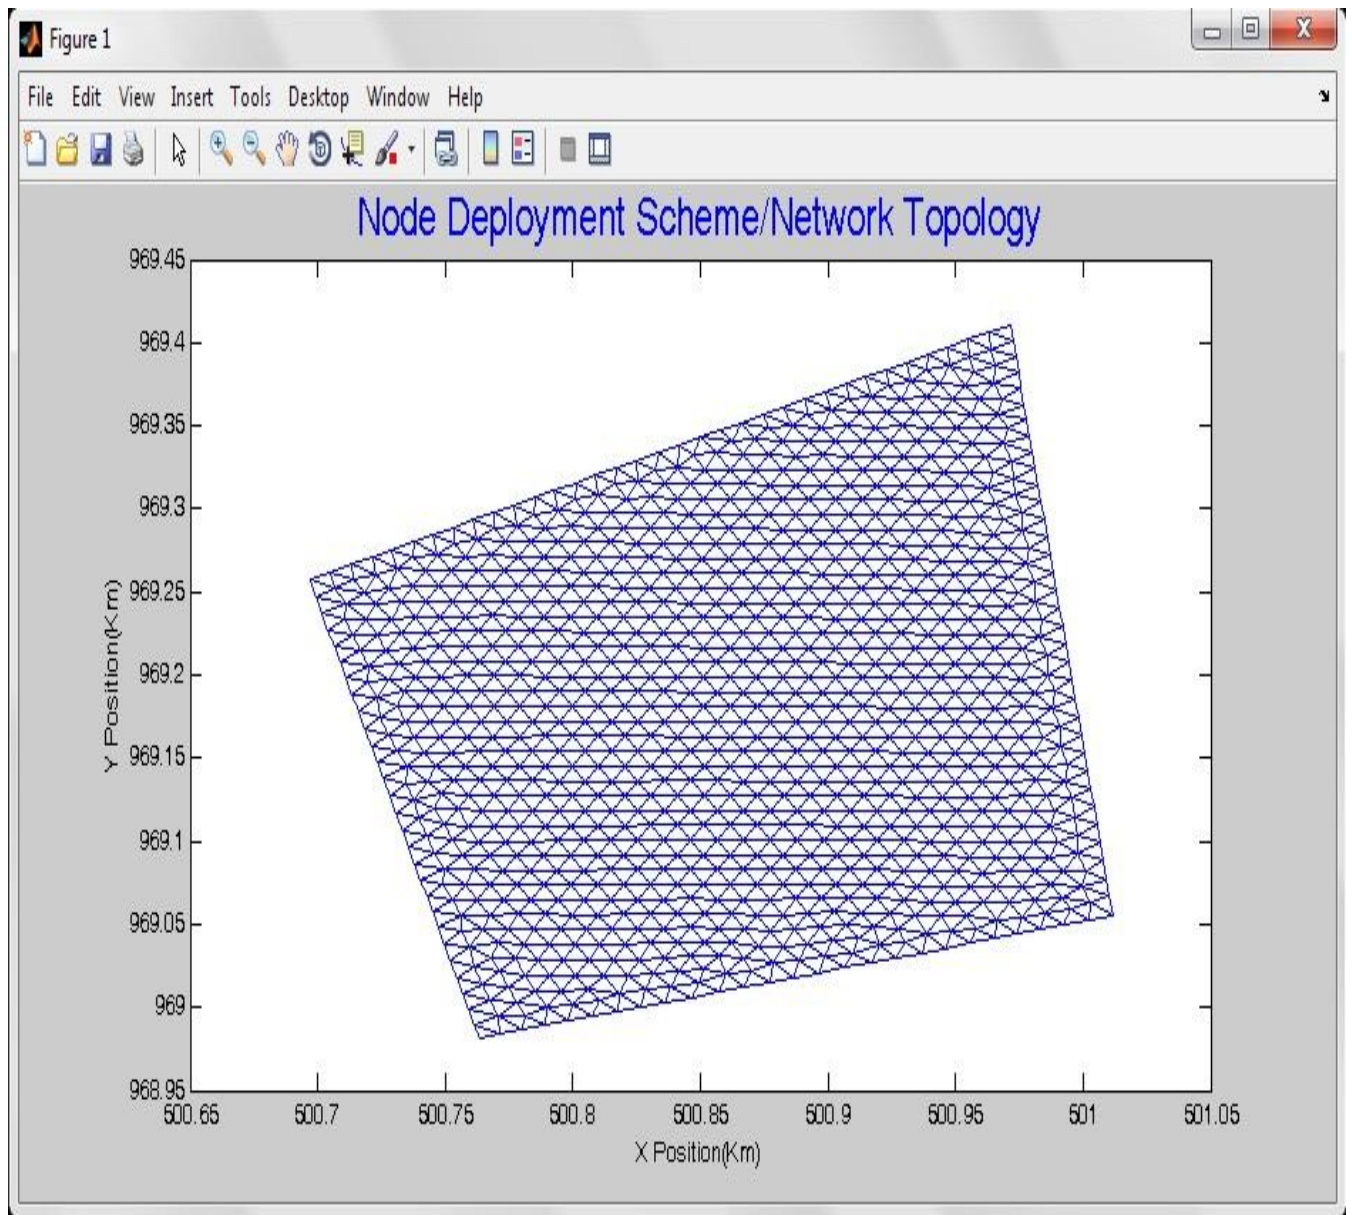 Figure 1
File Edit View Insert Tools Desktop Window Help
Node Deployment Scheme/Network Topology
969.45
969.4
969.35
969.3
969.25
969.2
969.15
969.1
969.05
969
968.95
Y Position(Km)
500.65 500.7 500.75 500.8 500.85 500.9 500.95 501 501.05
X Position(Km)